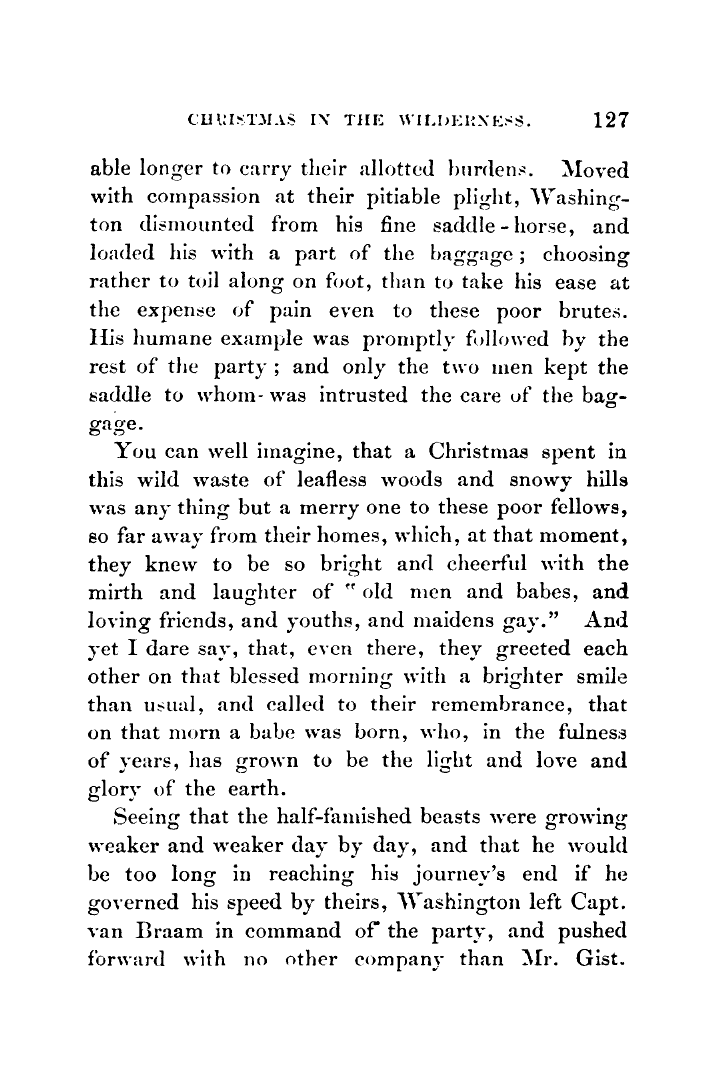 CHRISTMAS IN THE WILDERNESS. 127
able longer to carry their allotted burdens. Moved
with compassion at their pitiable plight, Washing-
ton dismounted from his fine saddle-horse, and
loaded his with a part of the baggage; choosing
rather to toil along on foot, than to take his ease at
the expense of pain even to these poor brutes.
His humane example was promptly followed by the
rest of the party; and only the two men kept the
saddle to whom- was intrusted the care of the bag-
gage.
You can well imagine, that a Christmas spent in
this wild waste of leafless woods and snowy hills
was any thing but a merry one to these poor fellows,
so far away from their homes, which, at that moment,
they knew to be so bright and cheerful with the
mirth and laughter of "old men and babes, and
loving friends, and youths, and maidens gay." And
yet I dare say, that, even there, they greeted each
other on that blessed morning with a brighter smile
than usual, and called to their remembrance, that
on that morn a babe was born, who, in the fulness
of years, has grown to be the light and love and
glory of the earth.
Seeing that the half-famished beasts were growing
weaker and weaker day by day, and that he would
be too long in reaching his journey's end if he
governed his speed by theirs, Washington left Capt.
van Braam in command of the party, and pushed
forward with no other company than Mr. Gist.